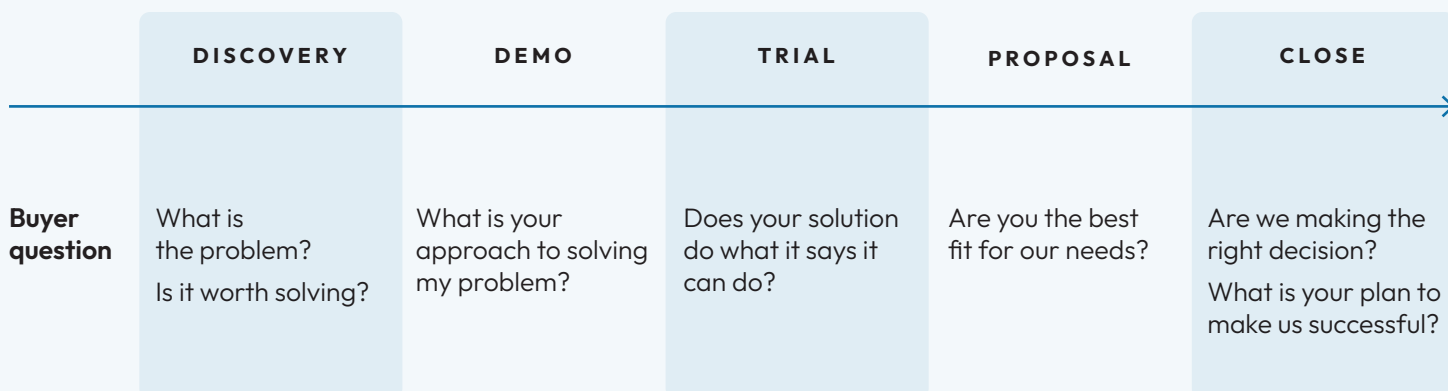 DISCOVERY
DEMO
TRIAL
PROPOSAL
CLOSE
Buyer
question
What is
the problem?
Is it worth solving?
What is your
approach to solving
my problem?
Does your solution
do what it says it
can do?
Are you the best
fit for our needs?
Are we making the
right decision?
What is your plan to
make us successful?